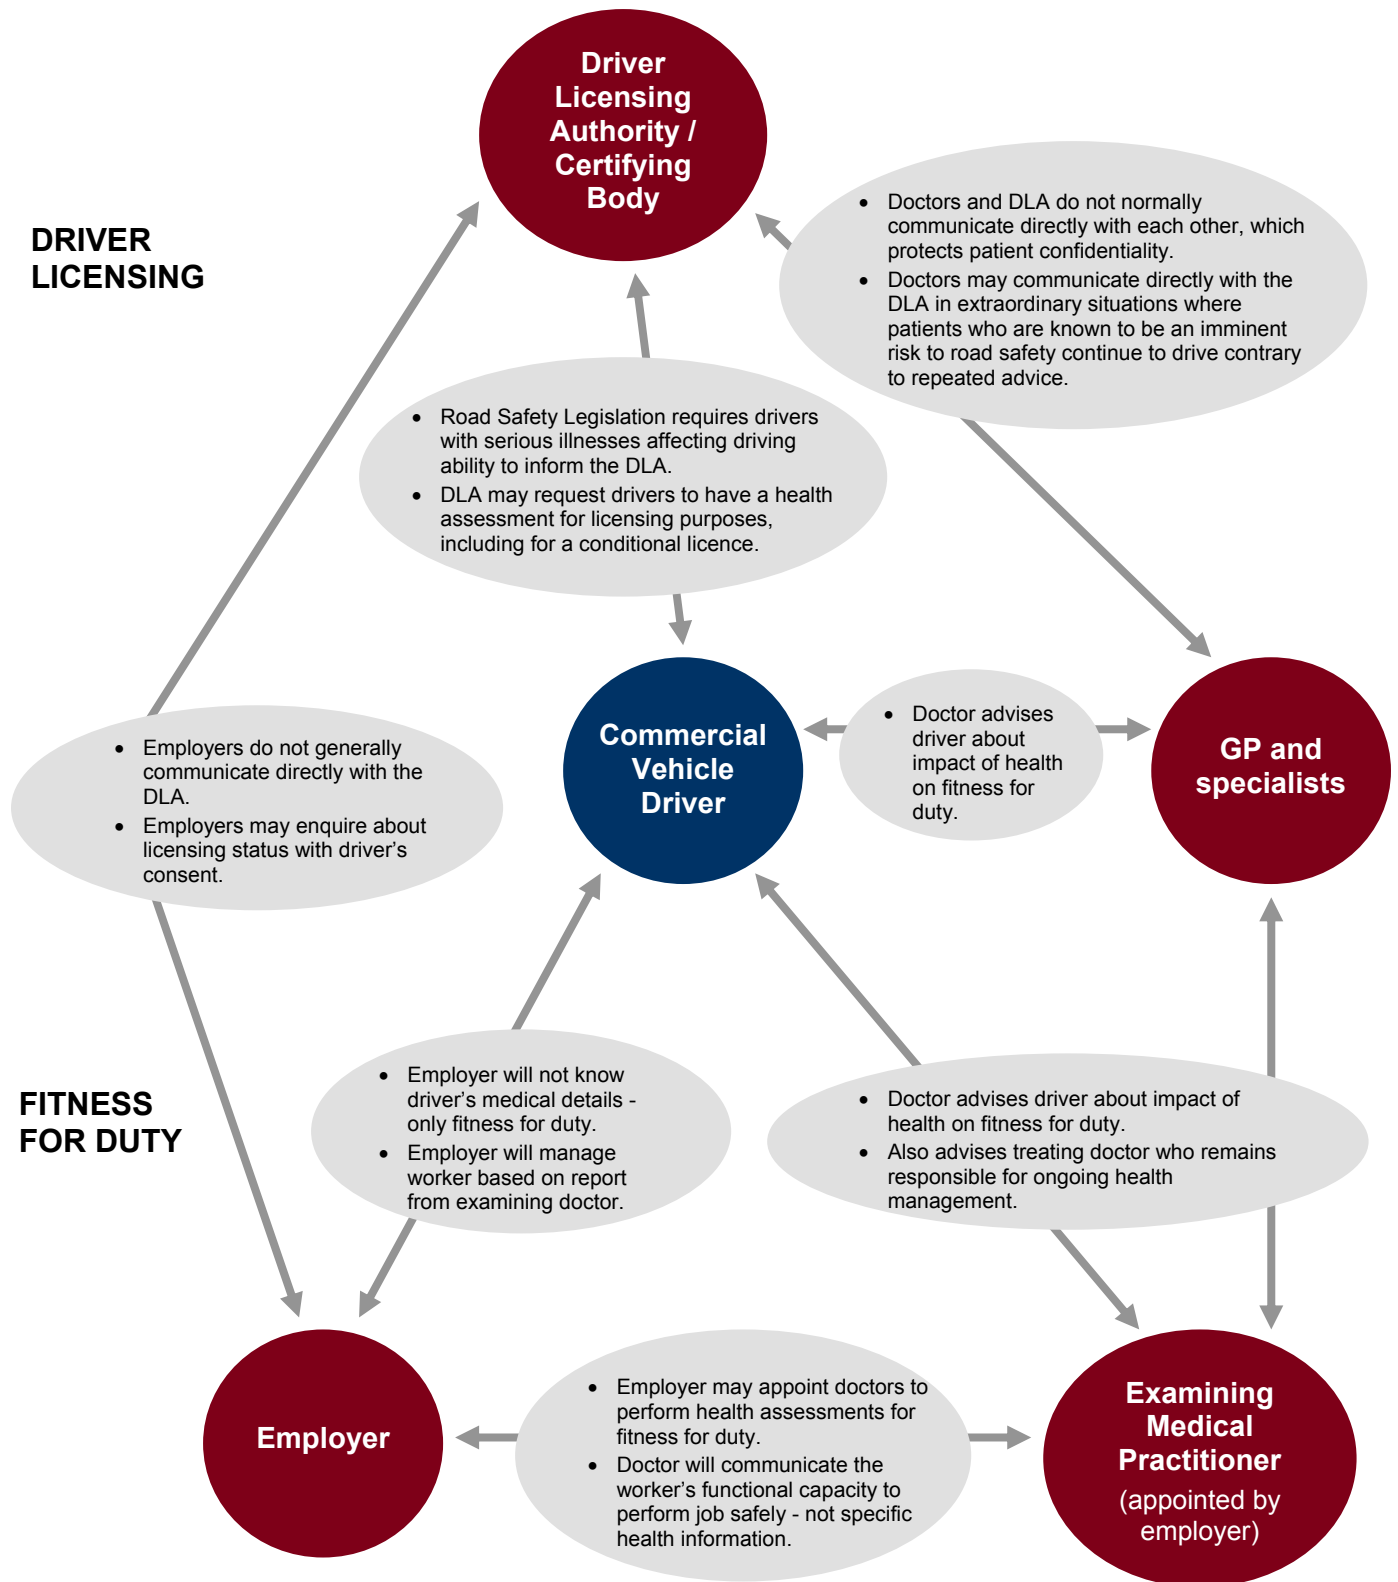 Driver
Licensing
Authority /
Certifying
Body
DRIVER
LICENSING
• Doctors and DLA do not normally
communicate directly with each other, which
protects patient confidentiality.
• Doctors may communicate directly with the
DLA in extraordinary situations where
patients who are known to be an imminent
risk to road safety continue to drive contrary
to repeated advice.
• Road Safety Legislation requires drivers
with serious illnesses affecting driving
ability to inform the DLA.
• DLA may request drivers to have a health
assessment for licensing purposes,
including for a conditional licence.
• Employers do not generally
communicate directly with the
DLA.
• Employers may enquire about
licensing status with driver’s
consent.
Commercial
Vehicle
Driver
• Doctor advises
driver about
impact of health
on fitness for
duty.
GP and
specialists
FITNESS
FOR DUTY
• Employer will not know
driver’s medical details -
only fitness for duty.
• Employer will manage
worker based on report
from examining doctor.
• Doctor advises driver about impact of
health on fitness for duty.
• Also advises treating doctor who remains
responsible for ongoing health
management.
Employer
• Employer may appoint doctors to
perform health assessments for
fitness for duty.
• Doctor will communicate the
worker’s functional capacity to
perform job safely - not specific
health information.
Examining
Medical
Practitioner
(appointed by
employer)